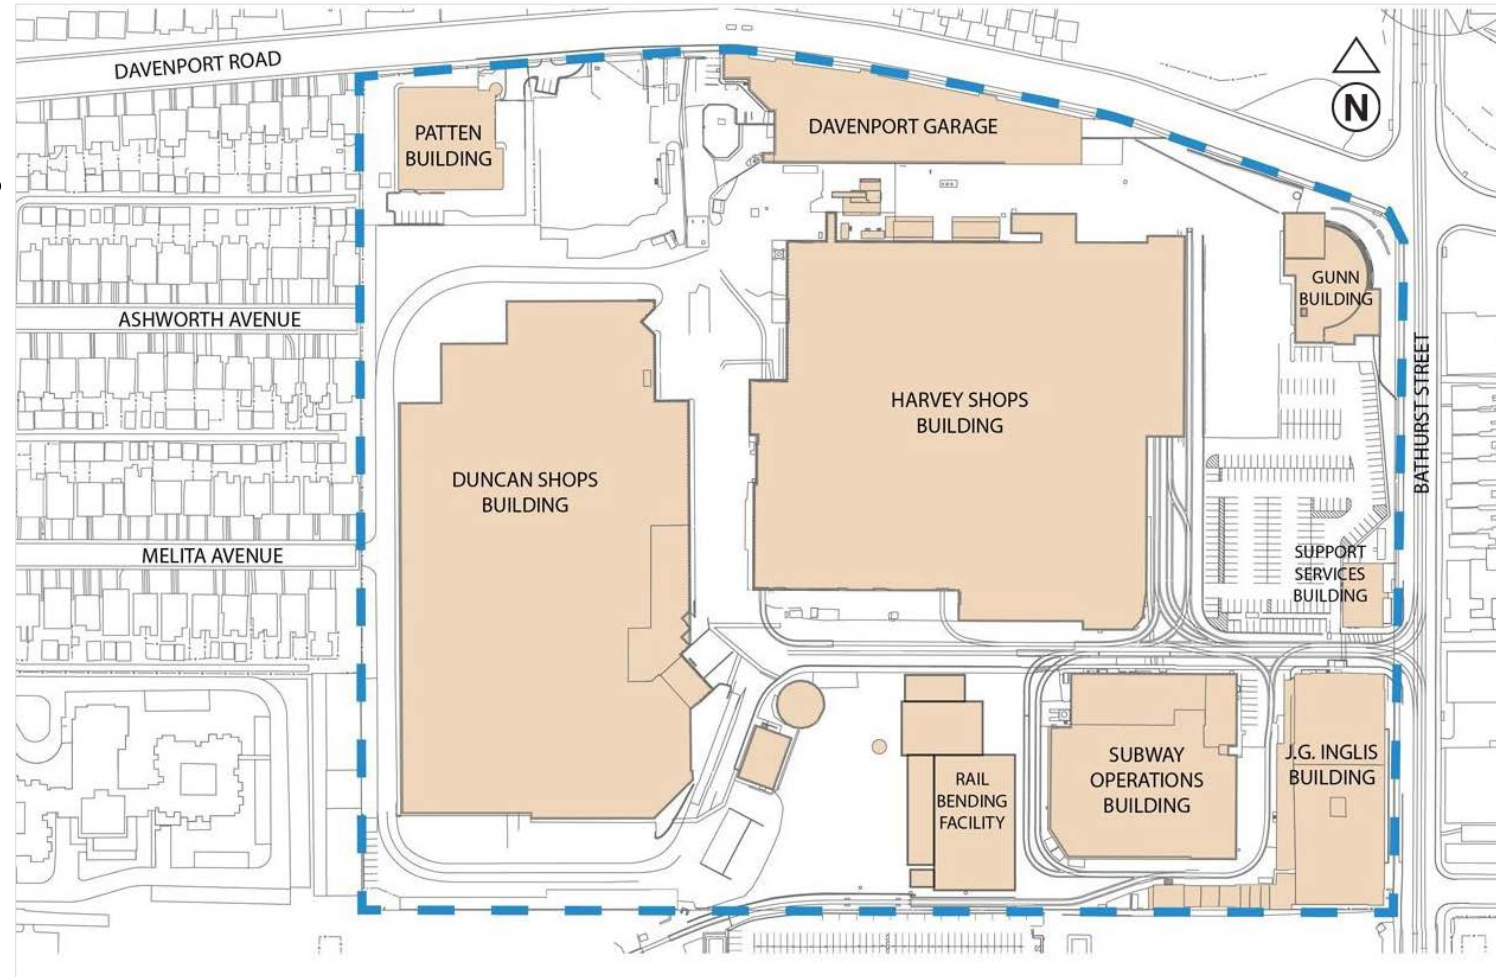 DAVENPORT ROAD
N
PATTEN
BUILDING
DAVENPORT GARAGE
GUNN
BUILDING
ASHWORTH AVENUE
BATHURST STREET
HARVEY SHOPS
BUILDING
DUNCAN SHOPS
BUILDING
MELITA AVENUE
SUPPORT
SERVICES
BUILDING
RAIL
BENDING
FACILITY
SUBWAY
OPERATIONS
BUILDING
J.G. INGLIS
BUILDING